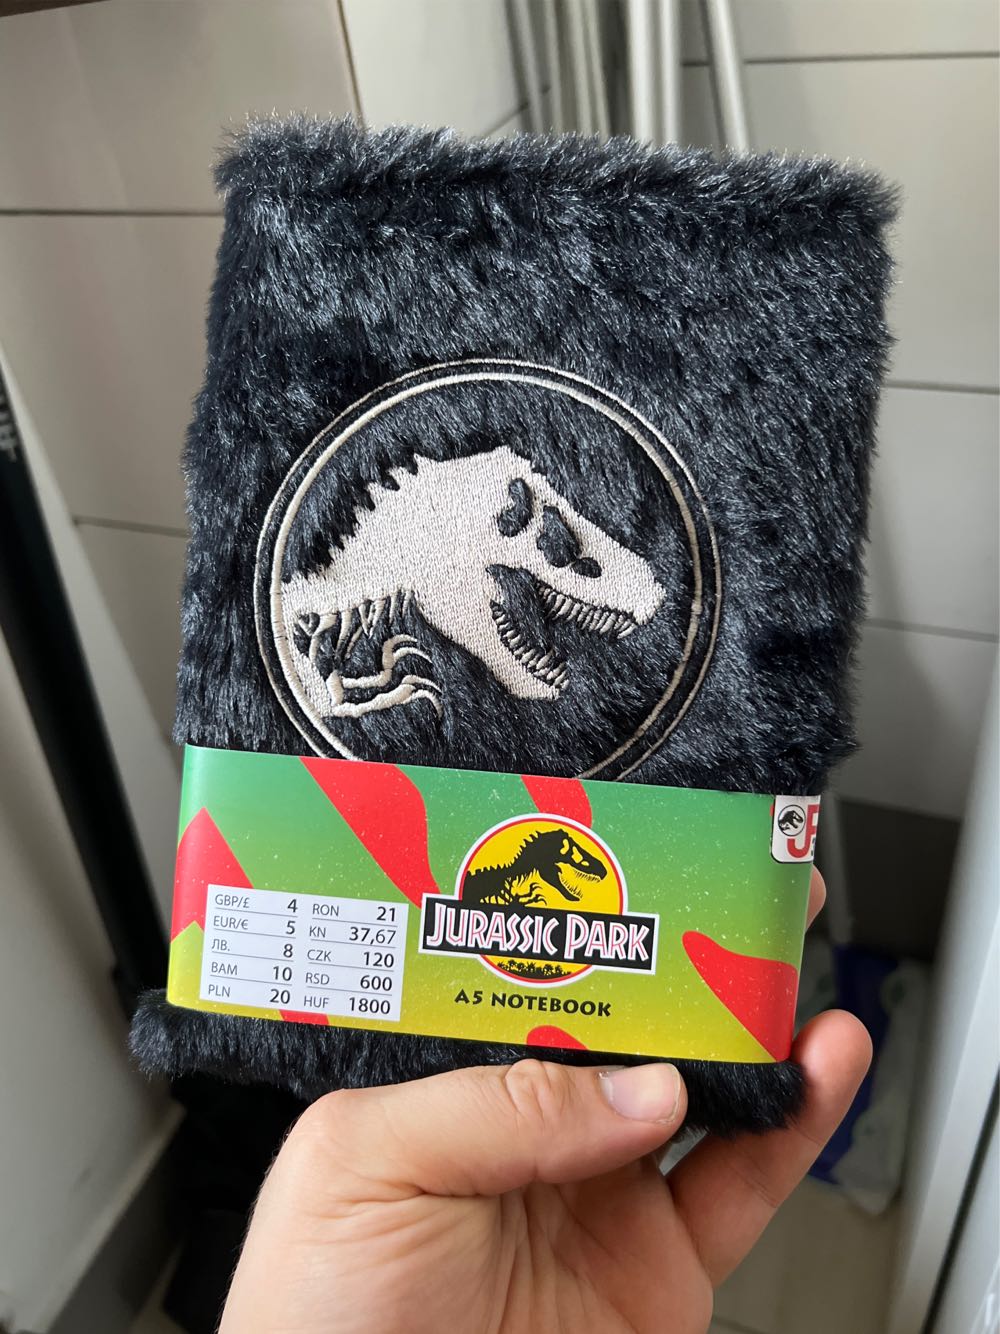 GBP/£ 4
EUR/€ 5
ЛВ. 8
BAM 10
PLN 20
RON 21
KN 37,67
CZK 120
RSD 600
HUF 1800
JURASSIC PARK
A5 NOTEBOOK